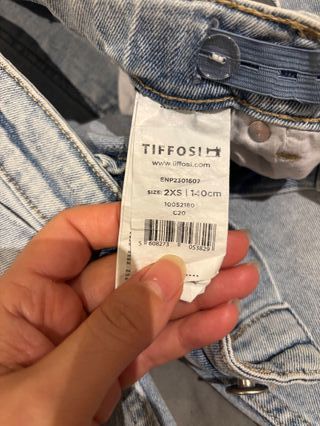 TIFFOSI
www.tiffosi.com
ENP2301607
SIZE: 2XS | 140cm
10052180
C20
5 608273 053829